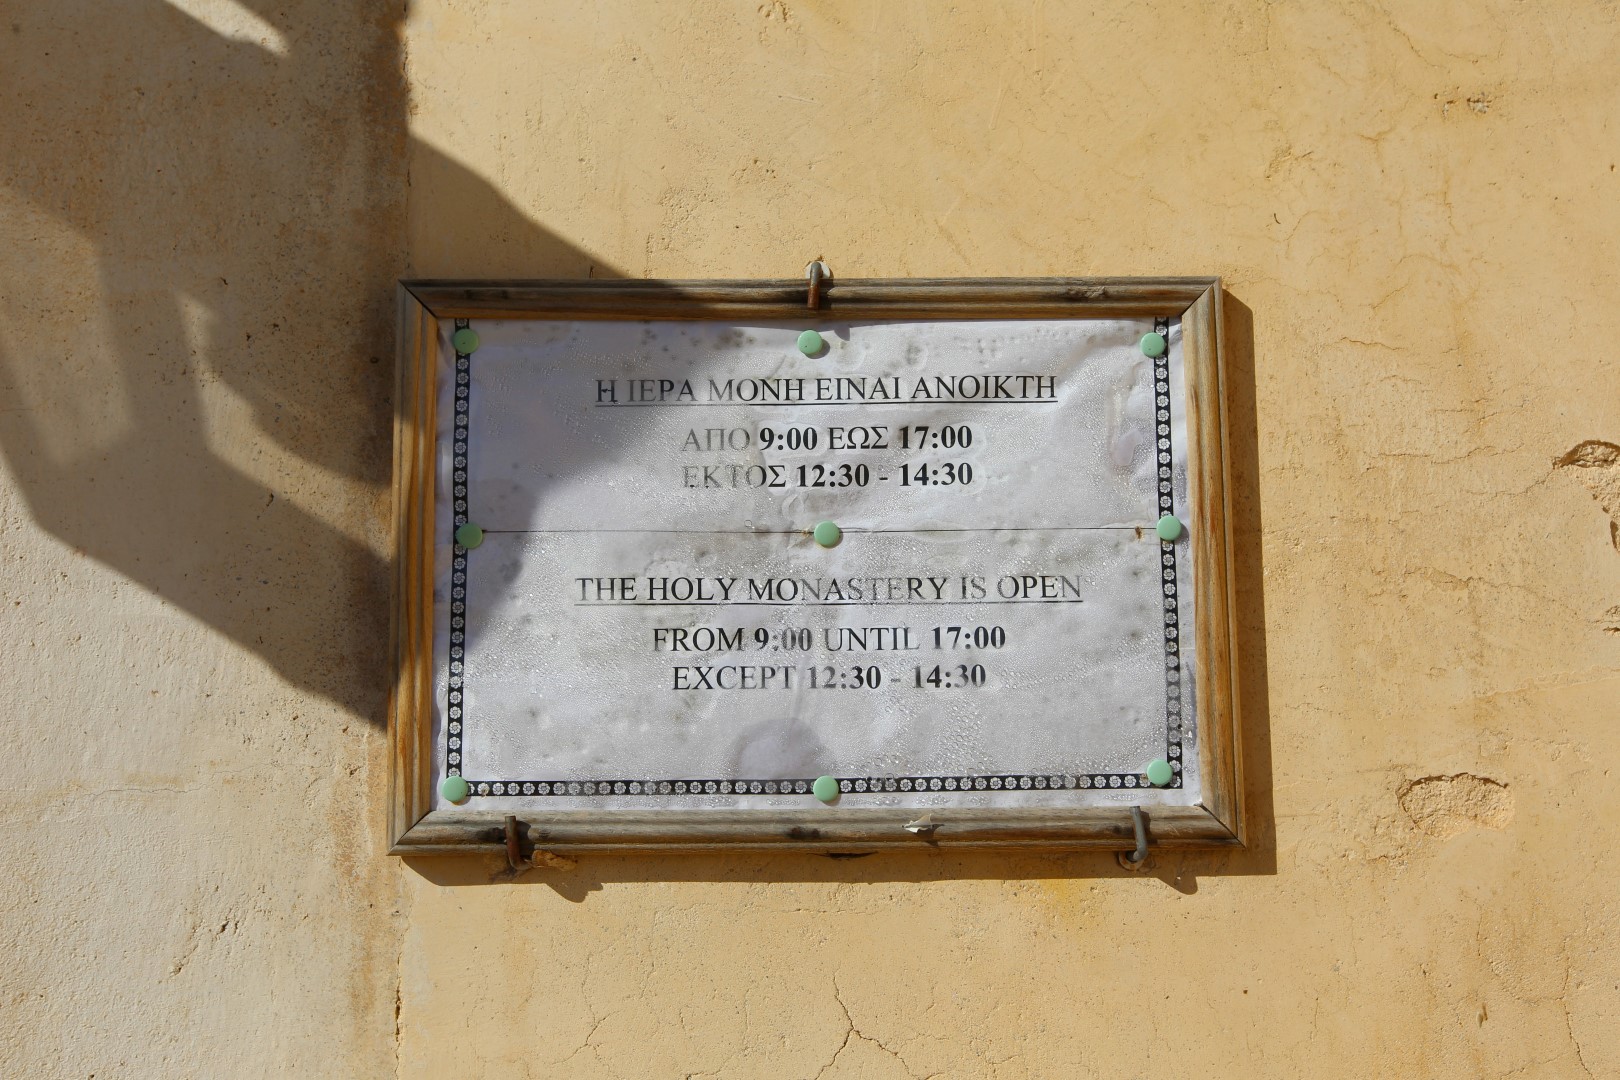 Η ΙΕΡΑ ΜΟΝΗ ΕΙΝΑΙ ΑΝΟΙΚΤΗ
ΑΠΟ 9:00 ΕΩΣ 17:00
ΕΚΤΟΣ 12:30 - 14:30
THE HOLY MONASTERY IS OPEN
FROM 9:00 UNTIL 17:00
EXCEPT 12:30 - 14:30